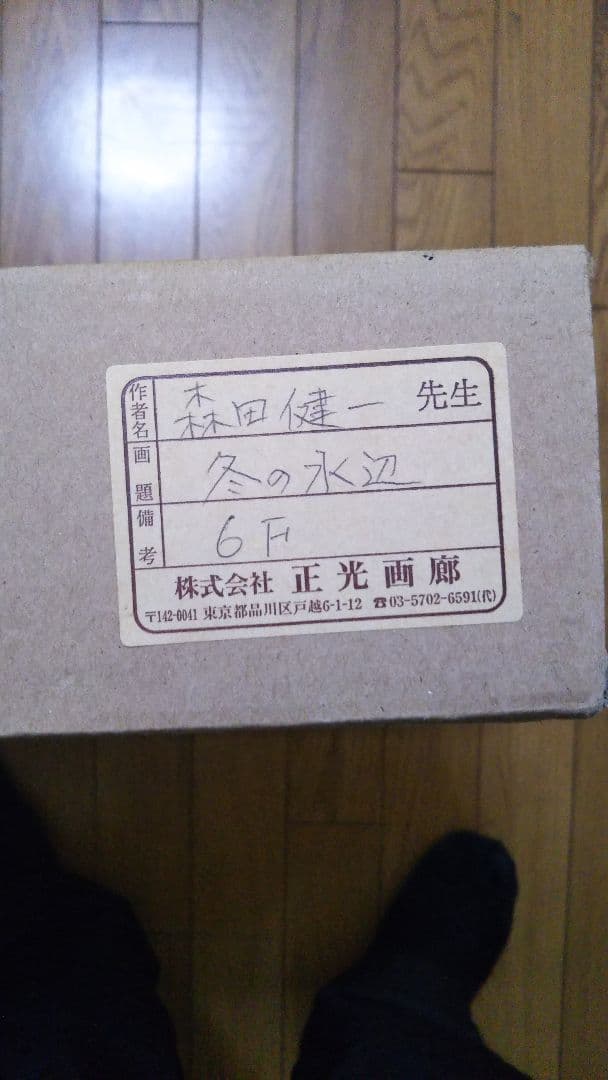 作者名 森田健一 先生
画題 冬の水辺
備考 6F
株式会社 正光画廊
〒142-0041 東京都品川区戸越6-1-12 ☎03-5702-6591(代)